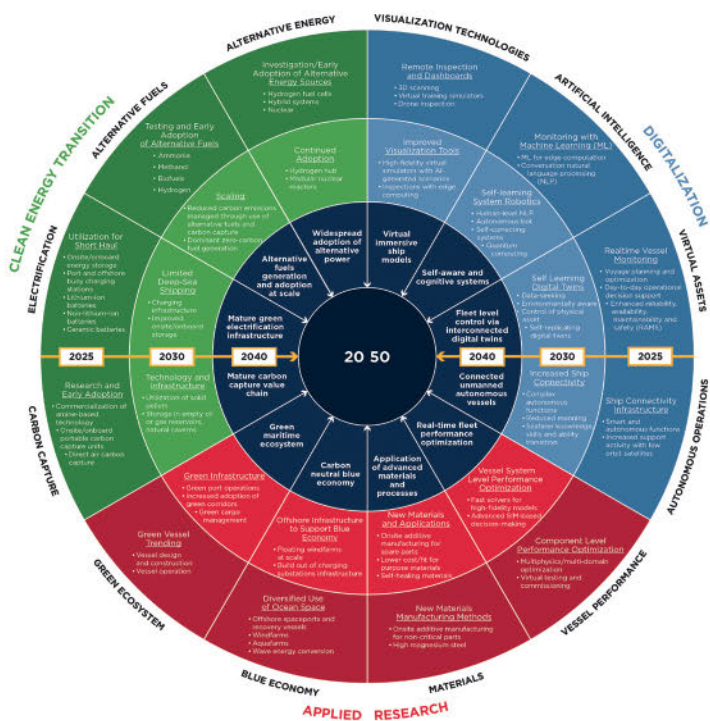 CLEAN ENERGY TRANSITION
ALTERNATIVE ENERGY
Investigation/Early
Adoption of Alternative
Energy Sources
• Hydrogen fuel cells
• Hybrid systems
• Nuclear
Continued
Adoption
• Hydrogen hub
• Modular nuclear
reactors
Widespread
adoption of
alternative
power
ALTERNATIVE FUELS
Testing and Early
Adoption
of Alternative Fuels
• Ammonia
• Methanol
• Biofuels
• Hydrogen
Scaling
• Reduced carbon emissions
managed through use of
alternative fuels and
carbon capture
• Dominant zero-carbon
fuel generation
Alternative
fuels
generation and
adoption at scale
ELECTRIFICATION
Utilization for
Short Haul
• Onsite/onboard energy
storage
• Port and offshore
buoy charging
stations
• Lithium-ion
batteries
• Non-lithium-ion
batteries
• Ceramic batteries
Limited
Deep-Sea
Shipping
• Charging
infrastructure
• Improved
onsite/onboard
storage
Mature green
electrification
infrastructure
2025
2030
2040
20 50
2040
2030
2025
CARBON CAPTURE
Research and
Early Adoption
• Commercialization of
amine-based
technology
• Onsite/onboard
portable carbon
capture units
• Direct air carbon
capture
Technology and
Infrastructure
• Utilization of solid
sorbents
• Storage in empty oil
or gas reservoirs,
natural caverns
Mature carbon
capture value
chain
DIGITALIZATION
VISUALIZATION TECHNOLOGIES
Remote Inspection
and Dashboards
• 3D scanning
• Virtual training simulators
• Drone inspection
Improved
Visualization Tools
• High-fidelity virtual
simulators with AI-
generated scenarios
• Inspections with edge
computing
Virtual
immersive
ship
models
ARTIFICIAL INTELLIGENCE
Monitoring with
Machine Learning (ML)
• ML for edge computation
• Conversation natural
language processing
(NLP)
Self-learning
System Robotics
• Human-level NLP
• Autonomous bot
• Self-correcting
systems
• Quantum
computing
Self-aware and
cognitive systems
VIRTUAL ASSETS
Realtime Vessel
Monitoring
• Voyage planning and
optimization
• Day-to-day operational
decision support
• Enhanced reliability,
availability,
maintainability and
safety (RAMS)
Self Learning
Digital Twins
• Data-seeking
• Environmentally aware
• Control of physical
asset
• Self-replicating
digital twins
Fleet level
control via
interconnected
digital twins
AUTONOMOUS OPERATIONS
Ship Connectivity
Infrastructure
• Smart and
autonomous functions
• Increased support
activity with low
orbit satellites
Increased Ship
Connectivity
• Complex
autonomous
functions
• Reduced manning
• Seafarer knowledge
skills and ability
transition
Connected
unmanned
autonomous
vessels
APPLIED RESEARCH
GREEN ECOSYSTEM
Green Vessel
Trending
• Vessel design and
construction
• Vessel operation
Green Infrastructure
• Green port operations
• Increased adoption of
green corridors
• Green cargo
management
Green
maritime
ecosystem
BLUE ECONOMY
Diversified Use
of Ocean Space
• Offshore spaceports and
recovery vessels
• Windfarms
• Aquafarms
• Wave energy conversion
Offshore Infrastructure
to Support Blue
Economy
• Floating windfarms
at scale
• Build out of charging
substations infrastructure
Carbon
neutral blue
economy
MATERIALS
New Materials
Manufacturing Methods
• Onsite additive
manufacturing for
non-critical parts
• High magnesium steel
New Materials
and Applications
• Onsite additive
manufacturing for
spare parts
• Lower cost/fit for
purpose materials
• Self-healing materials
Application
of advanced
materials and
processes
VESSEL PERFORMANCE
Component Level
Performance Optimization
• Multiphysics/multi-domain
optimization
• Virtual testing and
commissioning
Vessel System
Level Performance
Optimization
• Fast solvers for
high-fidelity models
• Advanced SIM-based
decision-making
Real-time fleet
performance
optimization